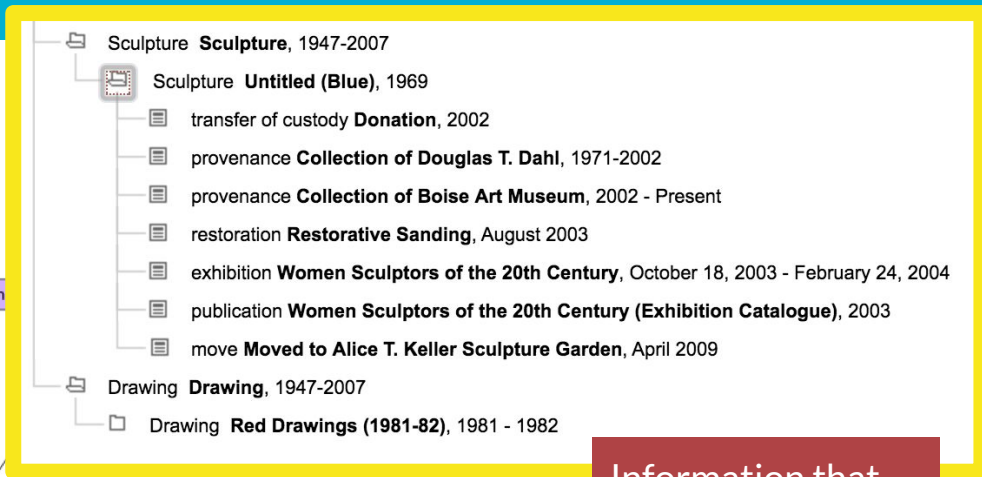 Sculpture Sculpture, 1947-2007
Sculpture Untitled (Blue), 1969
transfer of custody Donation, 2002
provenance Collection of Douglas T. Dahl, 1971-2002
provenance Collection of Boise Art Museum, 2002 - Present
restoration Restorative Sanding, August 2003
exhibition Women Sculptors of the 20th Century, October 18, 2003 - February 24, 2004
publication Women Sculptors of the 20th Century (Exhibition Catalogue), 2003
move Moved to Alice T. Keller Sculpture Garden, April 2009
Drawing Drawing, 1947-2007
Drawing Red Drawings (1981-82), 1981 - 1982
Information that